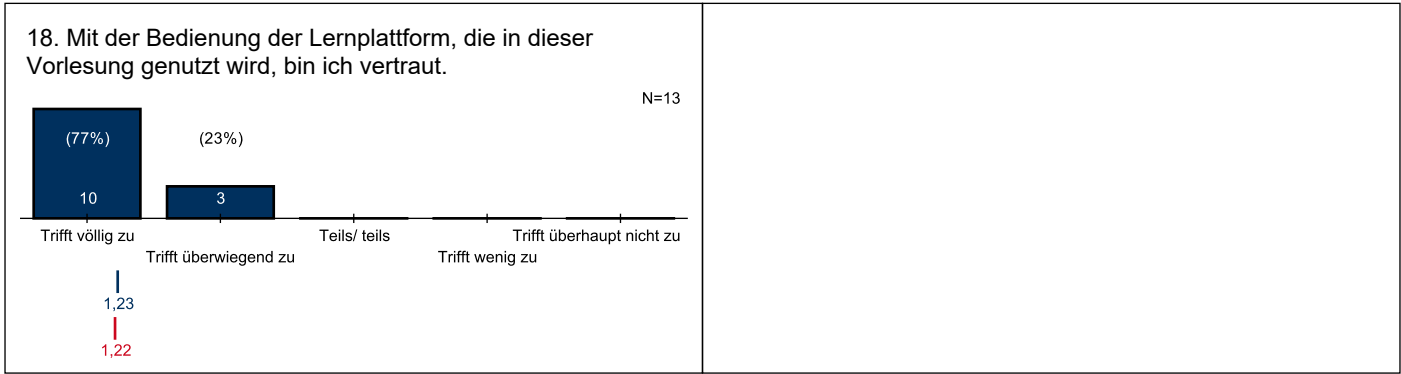 18. Mit der Bedienung der Lernplattform, die in dieser
Vorlesung genutzt wird, bin ich vertraut.
N=13
(77%)
(23%)
10
3
Trifft völlig zu
Trifft überwiegend zu
Teils/ teils
Trifft wenig zu
Trifft überhaupt nicht zu
1,23
1,22